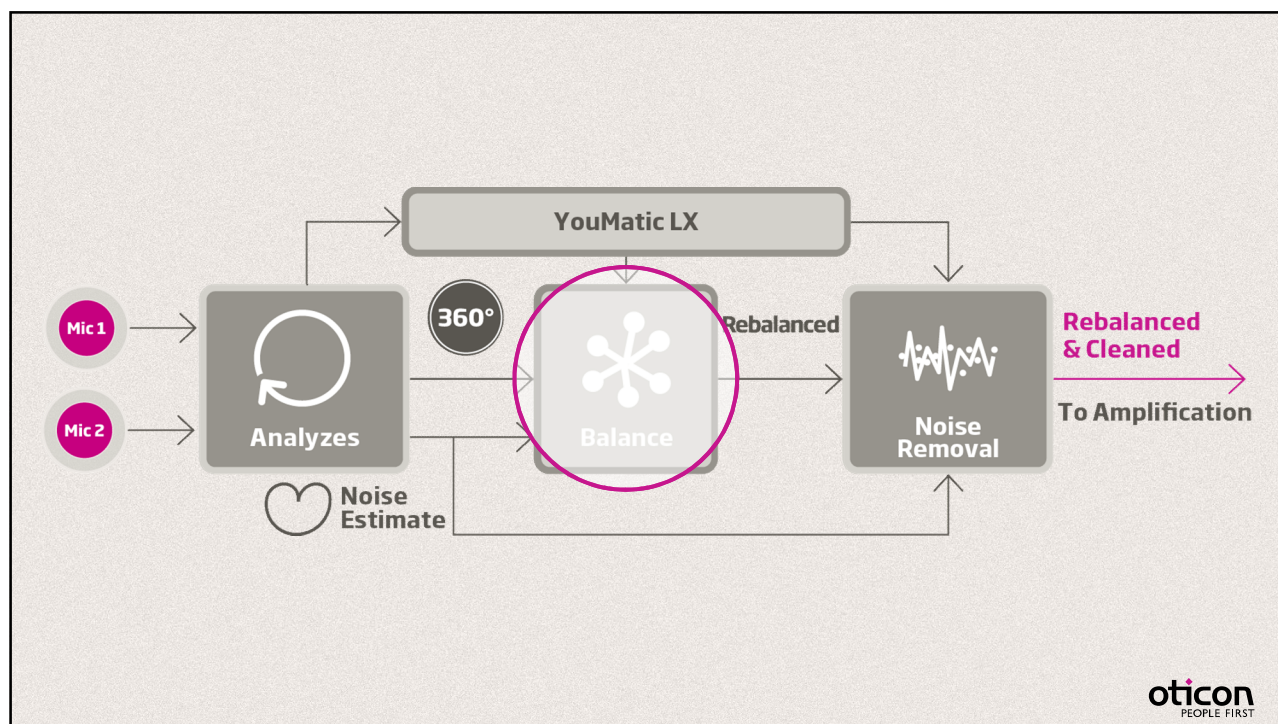 YouMatic LX
Mic 1
360°
Rebalanced
Rebalanced
& Cleaned
Mic 2
Analyzes
Balance
Noise
Removal
To Amplification
Noise
Estimate
oticon
PEOPLE FIRST